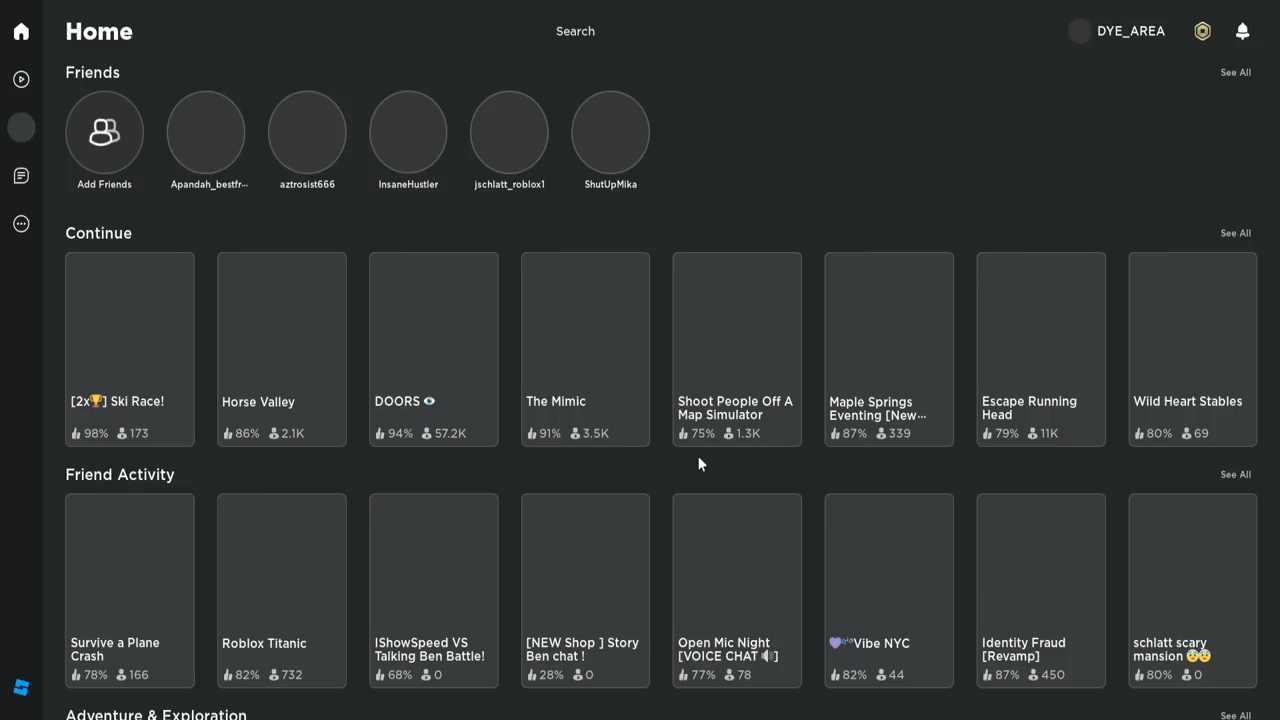 Home
Search
DYE_AREA
Friends
See All
Add Friends
Apandah_bestfr...
aztrosist666
InsaneHustler
jschlatt_roblox1
ShutUpMika
Continue
See All
[2x🏆] Ski Race!
98% 173
Horse Valley
86% 2.1K
DOORS 👁️
94% 57.2K
The Mimic
91% 3.5K
Shoot People Off A
Map Simulator
75% 1.3K
Maple Springs
Eventing [New...
87% 339
Escape Running
Head
79% 11K
Wild Heart Stables
80% 69
Friend Activity
See All
Survive a Plane
Crash
78% 166
Roblox Titanic
82% 732
IShowSpeed VS
Talking Ben Battle!
68% 0
[NEW Shop ] Story
Ben chat !
28% 0
Open Mic Night
[VOICE CHAT 🔊]
77% 78
Vibe NYC
82% 44
Identity Fraud
[Revamp]
87% 450
schlatt scary
mansion 😨😨
80% 0
Adventure & Exploration
See All